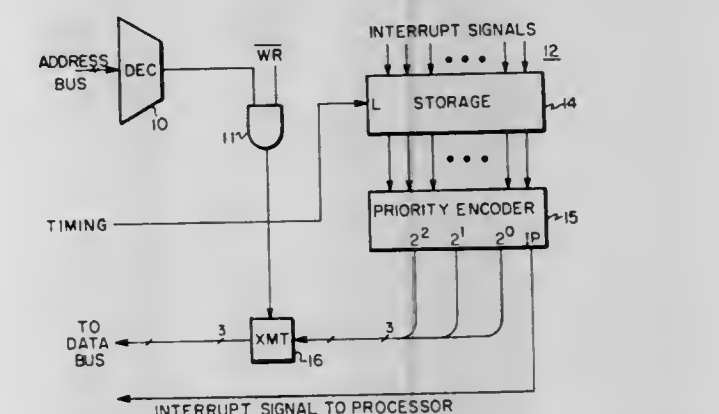 INTERRUPT SIGNALS
12
ADDRESS
BUS
DEC
10
WR
11
L STORAGE
14
PRIORITY ENCODER
2² 2¹ 2⁰ IP
15
TIMING
TO
DATA
BUS
3
XMT
16
3
INTERRUPT SIGNAL TO PROCESSOR